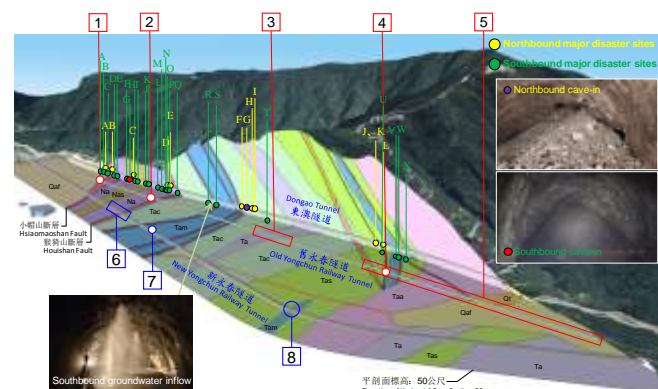 1
2
3
4
5
Northbound major disaster sites
Southbound major disaster sites
Northbound cave-in
Southbound cave-in
A
B
C
D E
G
H I
K
M
N
O
P Q
R S
T
U
V W
X
A B
C
D
E
F G
H
I
J
K
L
Dongao Tunnel
東澳隧道
舊永春隧道
Old Yongchun Railway Tunnel
新永春隧道
New Yongchun Railway Tunnel
Qaf
Na
Nas
Na
Tac
Tam
Ta
Tac
Tas
Taa
Qaf
Qt
Tam
Ta
Tas
Ta
小帽山斷層
Hsiaomaoshan Fault
猴猗山斷層
Houishan Fault
6
7
8
Southbound groundwater inflow
平剖面標高: 50公尺